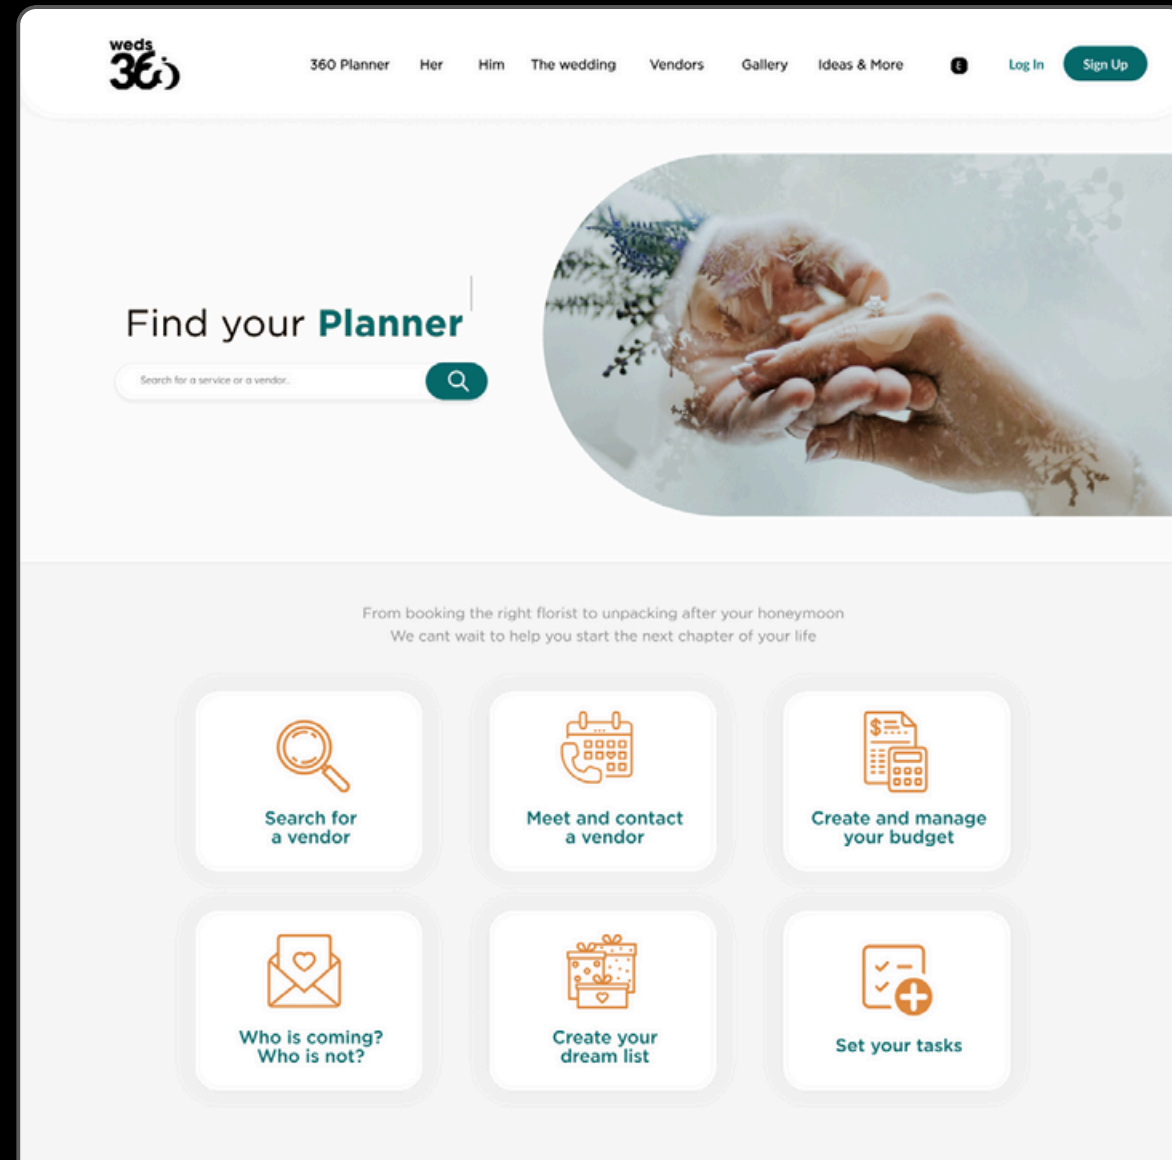 weds
360
360 Planner Her Him The wedding Vendors Gallery Ideas & More ع Log In Sign Up
Find your Planner
Search for a service or a vendor..
From booking the right florist to unpacking after your honeymoon
We cant wait to help you start the next chapter of your life
Search for
a vendor
Meet and contact
a vendor
Create and manage
your budget
Who is coming?
Who is not?
Create your
dream list
Set your tasks